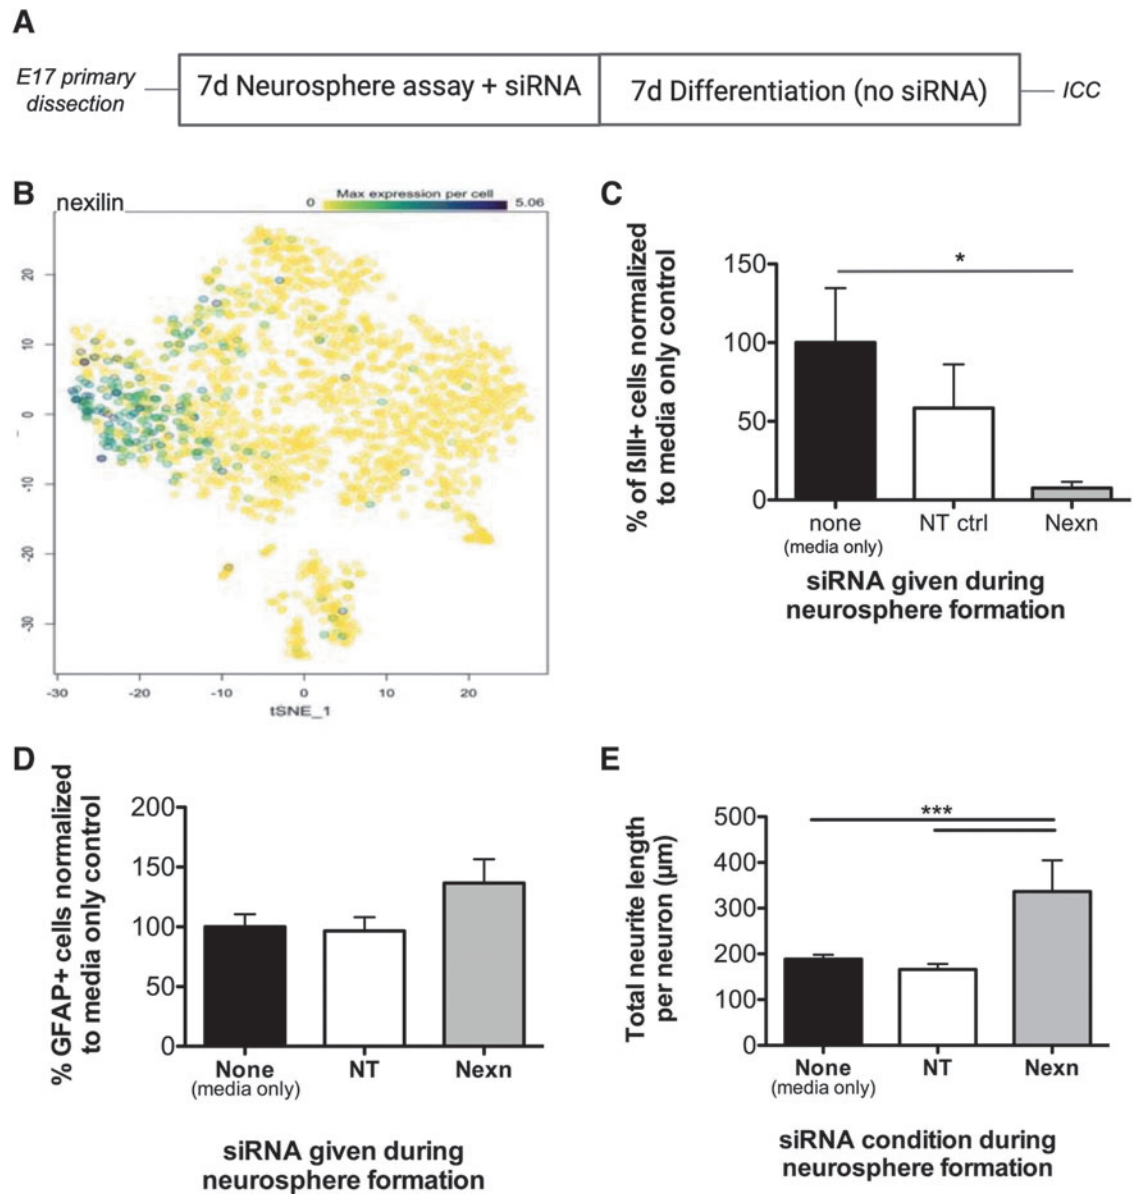 A
E17 primary
dissection
7d Neurosphere assay + siRNA
7d Differentiation (no siRNA)
ICC
B
nexilin
Max expression per cell
0
5.06
20
10
0
-10
-20
-30
-30
-20
-10
0
10
20
tSNE_1
C
% of ßIII+ cells normalized
to media only control
150
100
50
0
*
none
(media only)
NT ctrl
Nexn
siRNA given during
neurosphere formation
D
% GFAP+ cells normalized
to media only control
200
150
100
50
0
None
(media only)
NT
Nexn
siRNA given during
neurosphere formation
E
Total neurite length
per neuron (µm)
500
400
300
200
100
0
***
None
(media only)
NT
Nexn
siRNA condition during
neurosphere formation